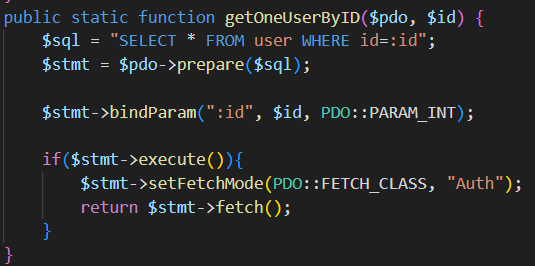 public static function getOneUserByID($pdo, $id) {
    $sql = "SELECT * FROM user WHERE id=:id";
    $stmt = $pdo->prepare($sql);

    $stmt->bindParam(":id", $id, PDO::PARAM_INT);

    if($stmt->execute()){
        $stmt->setFetchMode(PDO::FETCH_CLASS, "Auth");
        return $stmt->fetch();
    }
}